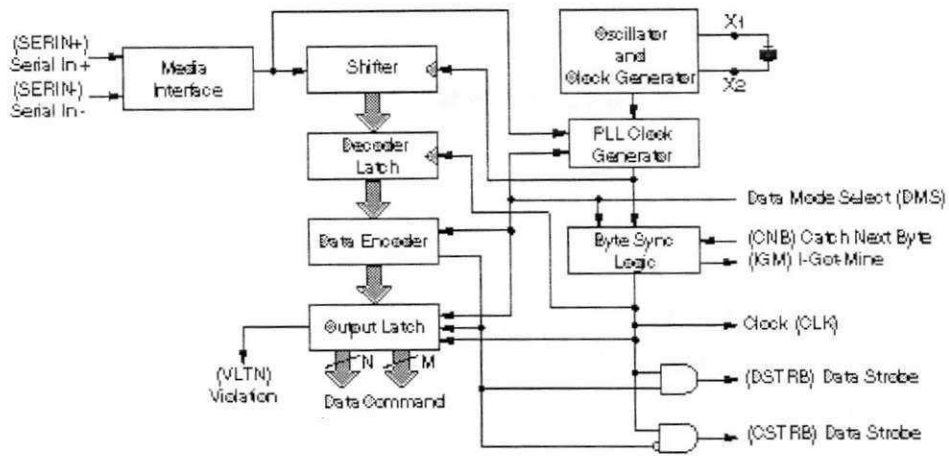 (SERIN+)
Serial In+
(SERIN-)
Serial In-
Media
Interface
Shifter
Oscillator
and
Clock Generator
X1
X2
PLL Clock
Generator
Decoder
Latch
Data Mode Select (DMS)
Data Encoder
Byte Sync
Logic
(CNB) Catch Next Byte
(IGM) I-Got-Mine
Output Latch
Clock (CLK)
N
M
(VLTN)
Violation
Data Command
(DSTRB) Data Strobe
(CSTRB) Data Strobe